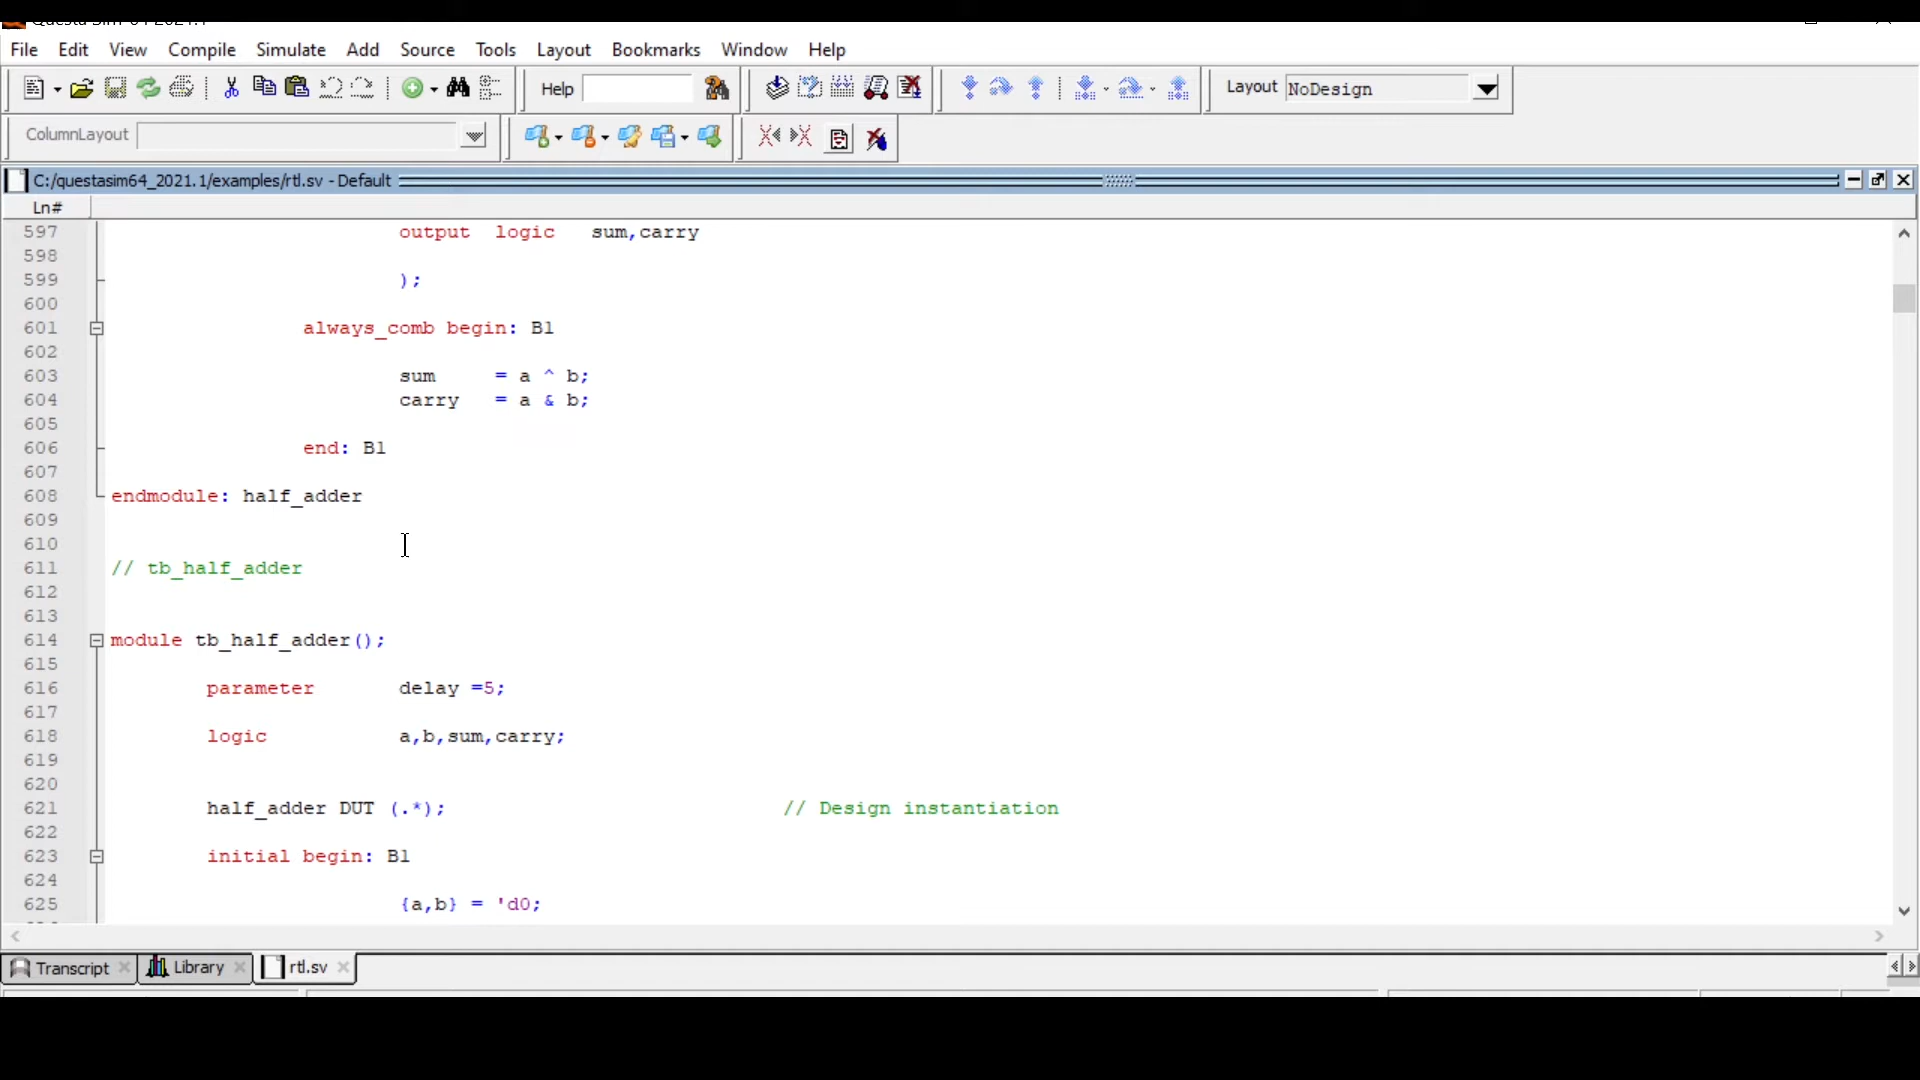 File Edit View Compile Simulate Add Source Tools Layout Bookmarks Window Help
Help Layout NoDesign
ColumnLayout
C:/questasim64_2021.1/examples/rtl.sv - Default
Ln#
597 output logic sum,carry
598
599 );
600
601 always_comb begin: B1
602
603 sum = a ^ b;
604 carry = a & b;
605
606 end: B1
607
608 endmodule: half_adder
609
610
611 // tb_half_adder
612
613
614 module tb_half_adder();
615
616 parameter delay =5;
617
618 logic a,b,sum,carry;
619
620
621 half_adder DUT (.*); // Design instantiation
622
623 initial begin: B1
624
625 {a,b} = 'd0;
Transcript Library rtl.sv